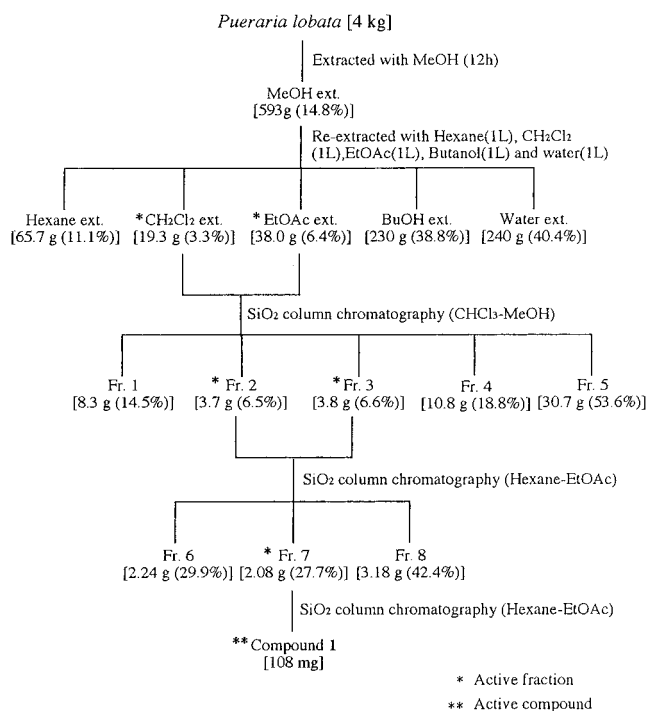 Pueraria lobata [4 kg]
Extracted with MeOH (12h)
MeOH ext.
[593g (14.8%)]
Re-extracted with Hexane(1L), CH2Cl2
(1L),EtOAc(1L), Butanol(1L) and water(1L)
Hexane ext. *CH2Cl2 ext. *EtOAc ext. BuOH ext. Water ext.
[65.7 g (11.1%)] [19.3 g (3.3%)] [38.0 g (6.4%)] [230 g (38.8%)] [240 g (40.4%)]
SiO2 column chromatography (CHCl3-MeOH)
Fr. 1 * Fr. 2 * Fr. 3 Fr. 4 Fr. 5
[8.3 g (14.5%)] [3.7 g (6.5%)] [3.8 g (6.6%)] [10.8 g (18.8%)] [30.7 g (53.6%)]
SiO2 column chromatography (Hexane-EtOAc)
Fr. 6 * Fr. 7 Fr. 8
[2.24 g (29.9%)] [2.08 g (27.7%)] [3.18 g (42.4%)]
SiO2 column chromatography (Hexane-EtOAc)
** Compound 1
[108 mg]
* Active fraction
** Active compound